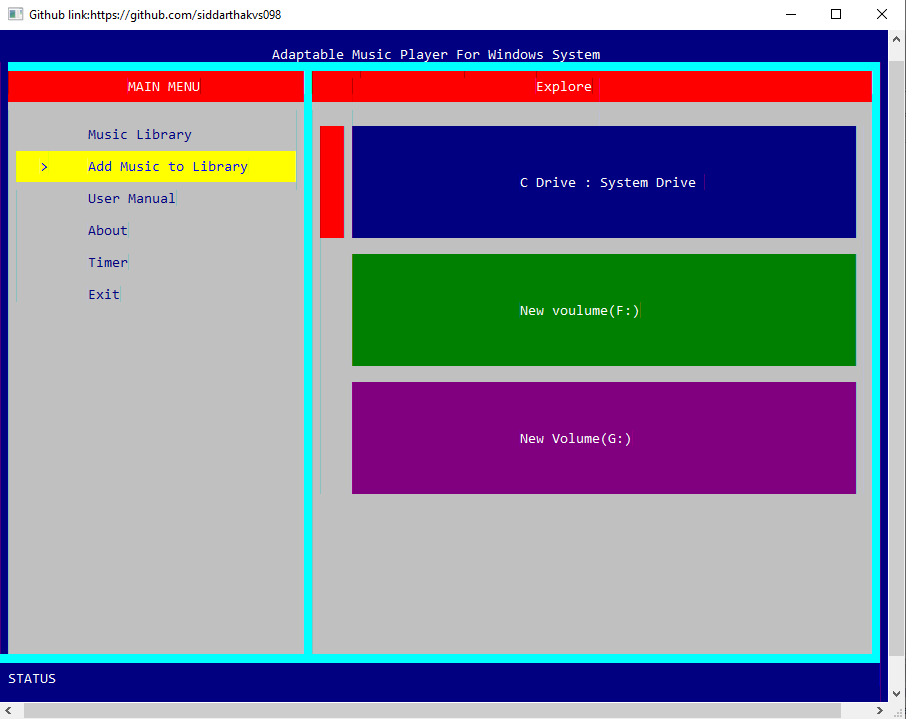 Github link:https://github.com/siddarthakvs098
Adaptable Music Player For Windows System
MAIN MENU
Music Library
> Add Music to Library
User Manual
About
Timer
Exit
Explore
C Drive : System Drive
New voulume(F:)
New Volume(G:)
STATUS